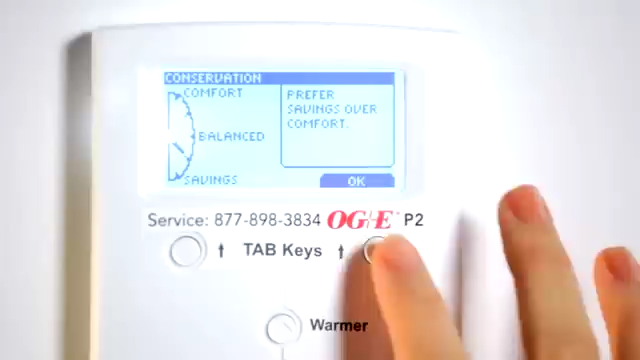 CONSERVATION
COMFORT
BALANCED
SAVINGS
PREFER
SAVINGS OVER
COMFORT.
OK
Service: 877-898-3834 OG/E P2
TAB Keys
Warmer